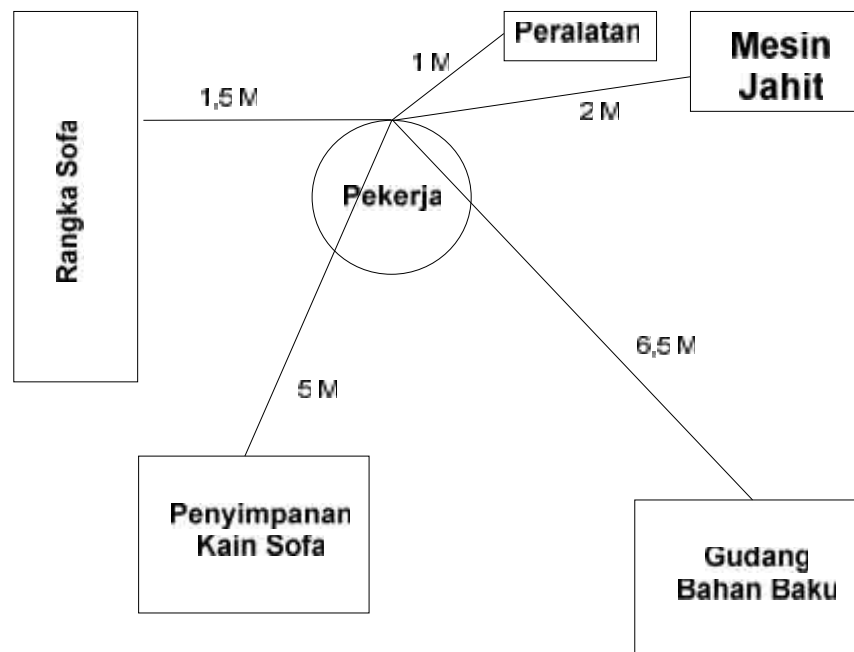 Peralatan
Mesin
Jahit
1 M
1,5 M
2 M
Rangka Sofa
Pekerja
6,5 M
5 M
Penyimpanan
Kain Sofa
Gudang
Bahan Baku